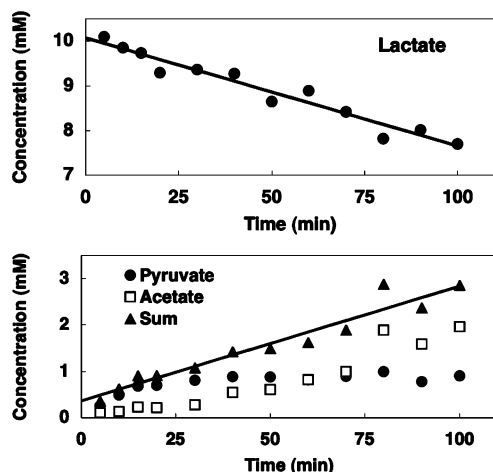 Concentration (mM)
10
9
8
7
Lactate
0
25
50
75
100
Time (min)
Concentration (mM)
3
2
1
0
Pyruvate
Acetate
Sum
0
25
50
75
100
Time (min)